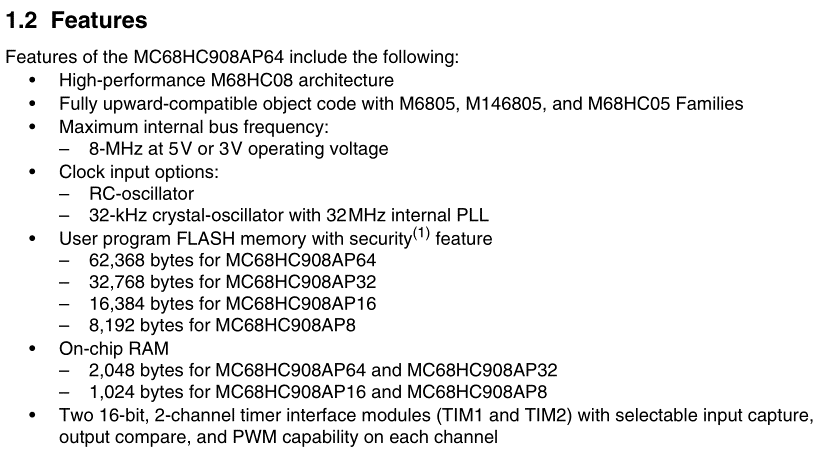 1.2 Features
Features of the MC68HC908AP64 include the following:
• High-performance M68HC08 architecture
• Fully upward-compatible object code with M6805, M146805, and M68HC05 Families
• Maximum internal bus frequency:
– 8-MHz at 5V or 3V operating voltage
• Clock input options:
– RC-oscillator
– 32-kHz crystal-oscillator with 32MHz internal PLL
• User program FLASH memory with security(1) feature
– 62,368 bytes for MC68HC908AP64
– 32,768 bytes for MC68HC908AP32
– 16,384 bytes for MC68HC908AP16
– 8,192 bytes for MC68HC908AP8
• On-chip RAM
– 2,048 bytes for MC68HC908AP64 and MC68HC908AP32
– 1,024 bytes for MC68HC908AP16 and MC68HC908AP8
• Two 16-bit, 2-channel timer interface modules (TIM1 and TIM2) with selectable input capture,
output compare, and PWM capability on each channel